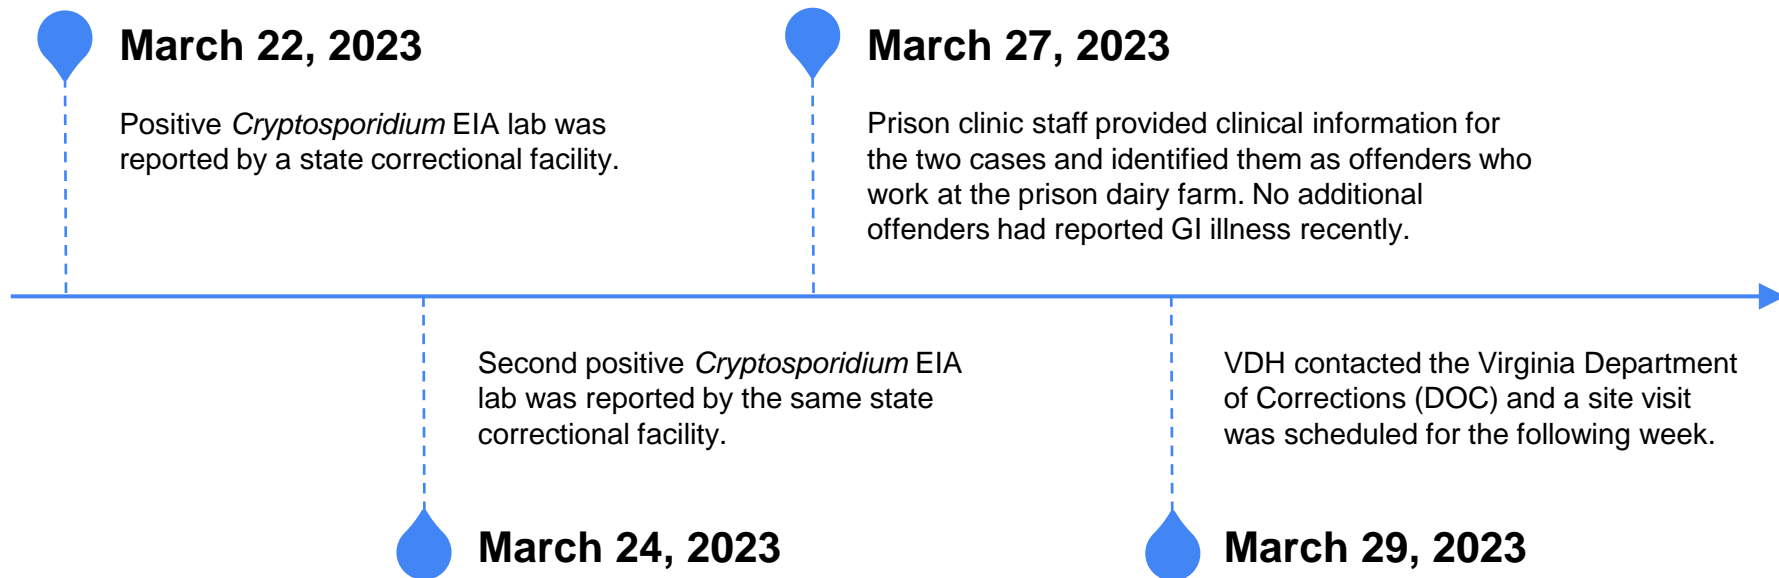 March 22, 2023
Positive Cryptosporidium EIA lab was
reported by a state correctional facility.
Second positive Cryptosporidium EIA
lab was reported by the same state
correctional facility.
March 24, 2023
March 27, 2023
Prison clinic staff provided clinical information for
the two cases and identified them as offenders who
work at the prison dairy farm. No additional
offenders had reported GI illness recently.
VDH contacted the Virginia Department
of Corrections (DOC) and a site visit
was scheduled for the following week.
March 29, 2023